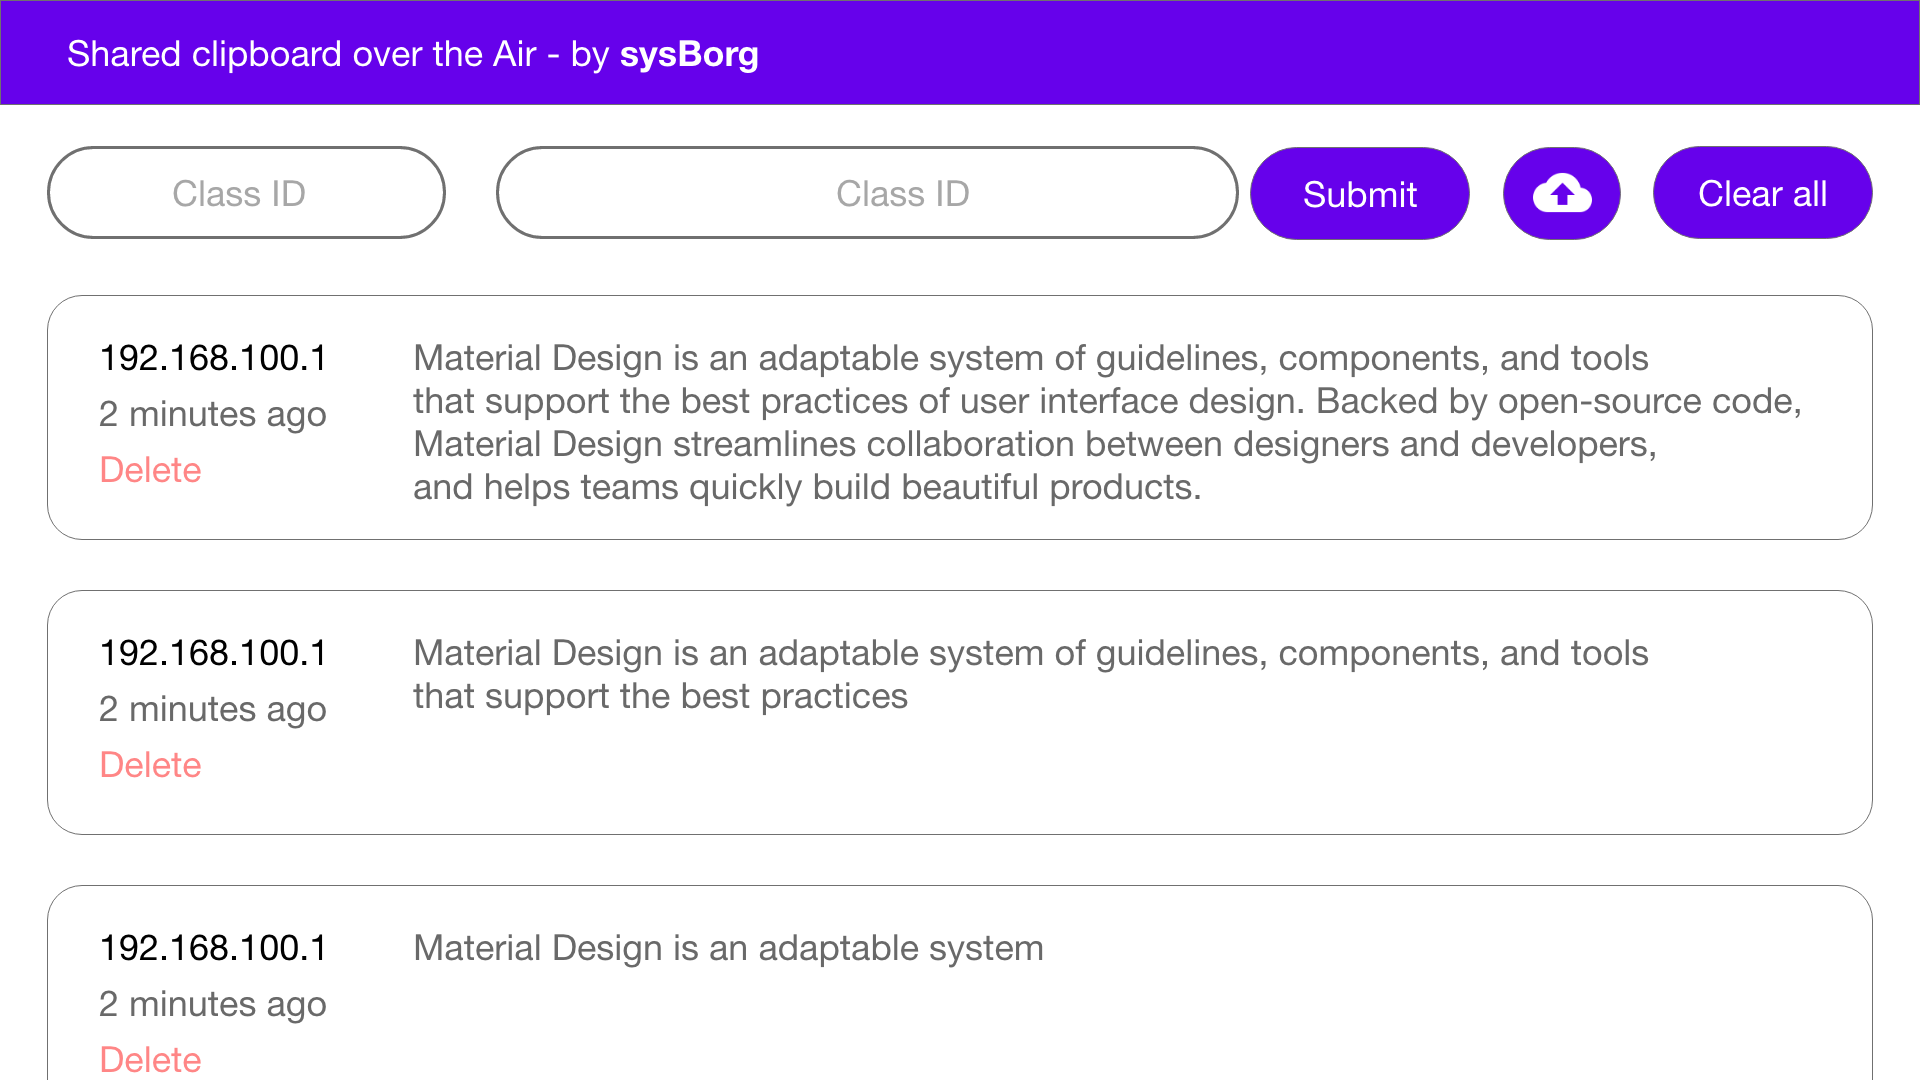 Shared clipboard over the Air - by sysBorg
Class ID
Class ID
Submit
Clear all
192.168.100.1
2 minutes ago
Delete
Material Design is an adaptable system of guidelines, components, and tools
that support the best practices of user interface design. Backed by open-source code,
Material Design streamlines collaboration between designers and developers,
and helps teams quickly build beautiful products.
192.168.100.1
2 minutes ago
Delete
Material Design is an adaptable system of guidelines, components, and tools
that support the best practices
192.168.100.1
2 minutes ago
Delete
Material Design is an adaptable system